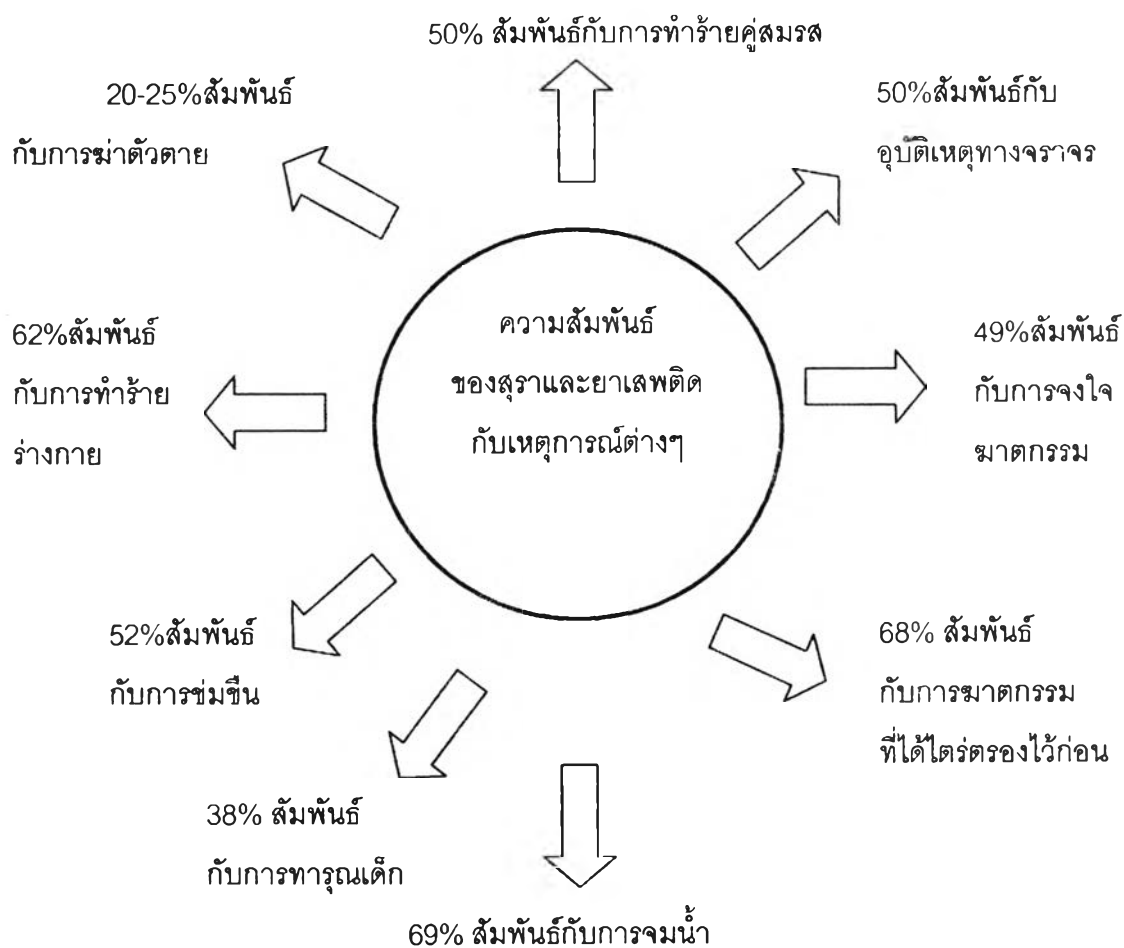 50% สัมพันธ์กับการทำร้ายคู่สมรส
20-25%สัมพันธ์
กับการฆ่าตัวตาย
50%สัมพันธ์กับ
อุบัติเหตุทางจราจร
62%สัมพันธ์
กับการทำร้าย
ร่างกาย
ความสัมพันธ์
ของสุราและยาเสพติด
กับเหตุการณ์ต่างๆ
49%สัมพันธ์
กับการจงใจ
ฆาตกรรม
52%สัมพันธ์
กับการข่มขืน
68% สัมพันธ์
กับการฆาตกรรม
ที่ได้ไตร่ตรองไว้ก่อน
38% สัมพันธ์
กับการทารุณเด็ก
69% สัมพันธ์กับการจมน้ำ